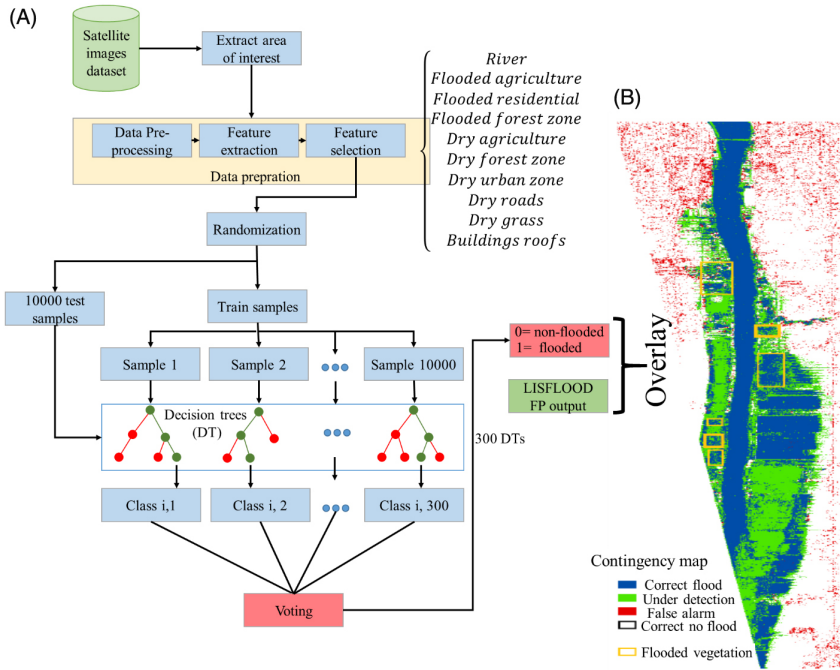 (A)
Satellite
images
dataset
Extract area
of interest
Data Pre-
processing
Feature
extraction
Feature
selection
Data prepration
River
Flooded agriculture
Flooded residential
Flooded forest zone
Dry agriculture
Dry forest zone
Dry urban zone
Dry roads
Dry grass
Buildings roofs
Randomization
10000 test
samples
Train samples
Sample 1
Sample 2
Sample 10000
Decision trees
(DT)
Class i,1
Class i, 2
Class i, 300
Voting
300 DTs
0= non-flooded
1= flooded
LISFLOOD
FP output
Overlay
(B)
Contingency map
Correct flood
Under detection
False alarm
Correct no flood
Flooded vegetation